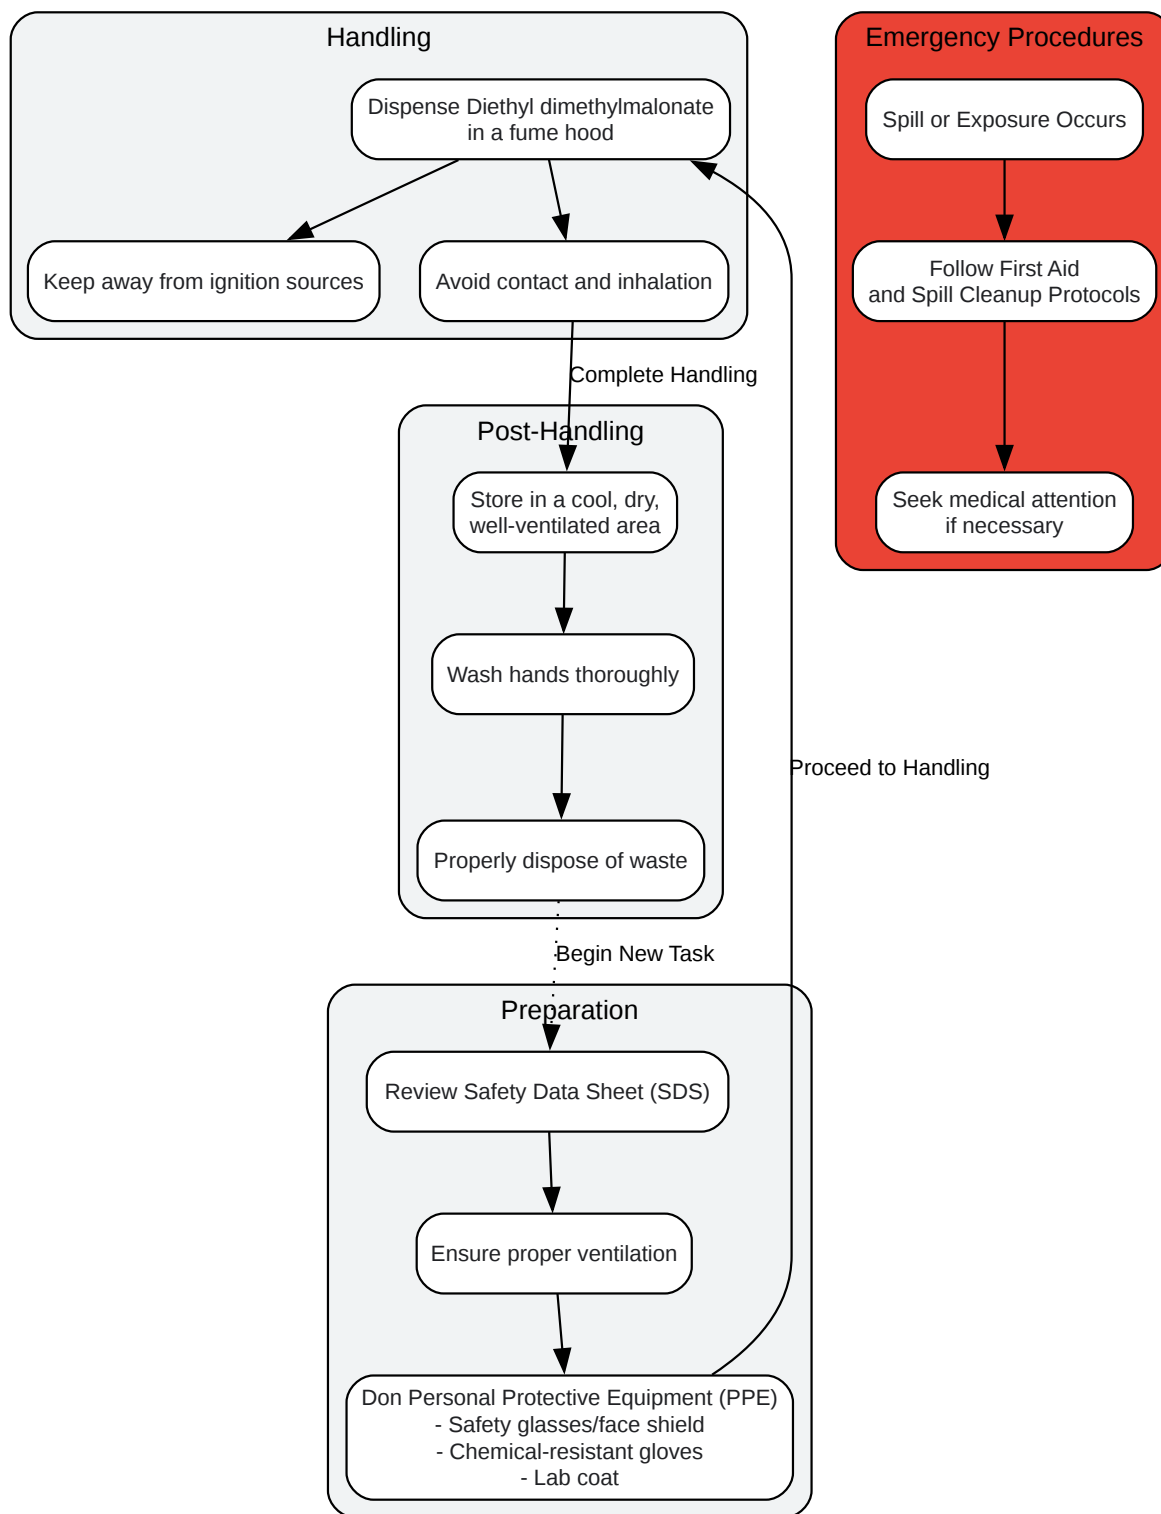 Handling
Dispense Diethyl dimethylmalonate
in a fume hood
Keep away from ignition sources
Avoid contact and inhalation
Complete Handling
Post-Handling
Store in a cool, dry,
well-ventilated area
Wash hands thoroughly
Properly dispose of waste
Begin New Task
Preparation
Review Safety Data Sheet (SDS)
Ensure proper ventilation
Don Personal Protective Equipment (PPE)
- Safety glasses/face shield
- Chemical-resistant gloves
- Lab coat
Proceed to Handling
Emergency Procedures
Spill or Exposure Occurs
Follow First Aid
and Spill Cleanup Protocols
Seek medical attention
if necessary